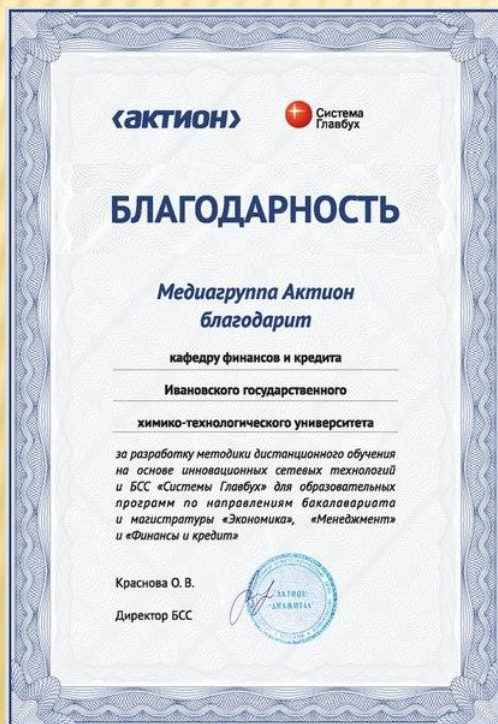 ‹актион›
Система
Главбух
БЛАГОДАРНОСТЬ
Медиагруппа Актион
благодарит
кафедру финансов и кредита
Ивановского государственного
химико-технологического университета
за разработку методики дистанционного обучения
на основе инновационных сетевых технологий
и БСС «Системы Главбух» для образовательных
программ по направлениям бакалавариата
и магистратуры «Экономика», «Менеджмент»
и «Финансы и кредит»
Краснова О. В.
Директор БСС
АКТИОН